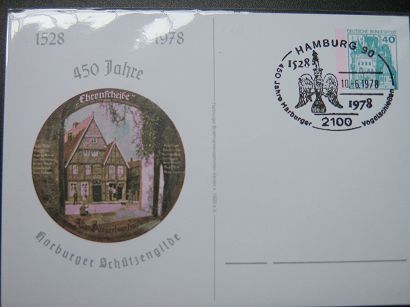 1528 1978
450 Jahre
Ehrenscheibe
Harburger Schützengilde
DEUTSCHE BUNDESPOST
40
HAMBURG 90
1528
10.-6.1978
1978
450 Jahre Harburger Vogelschießen
2100